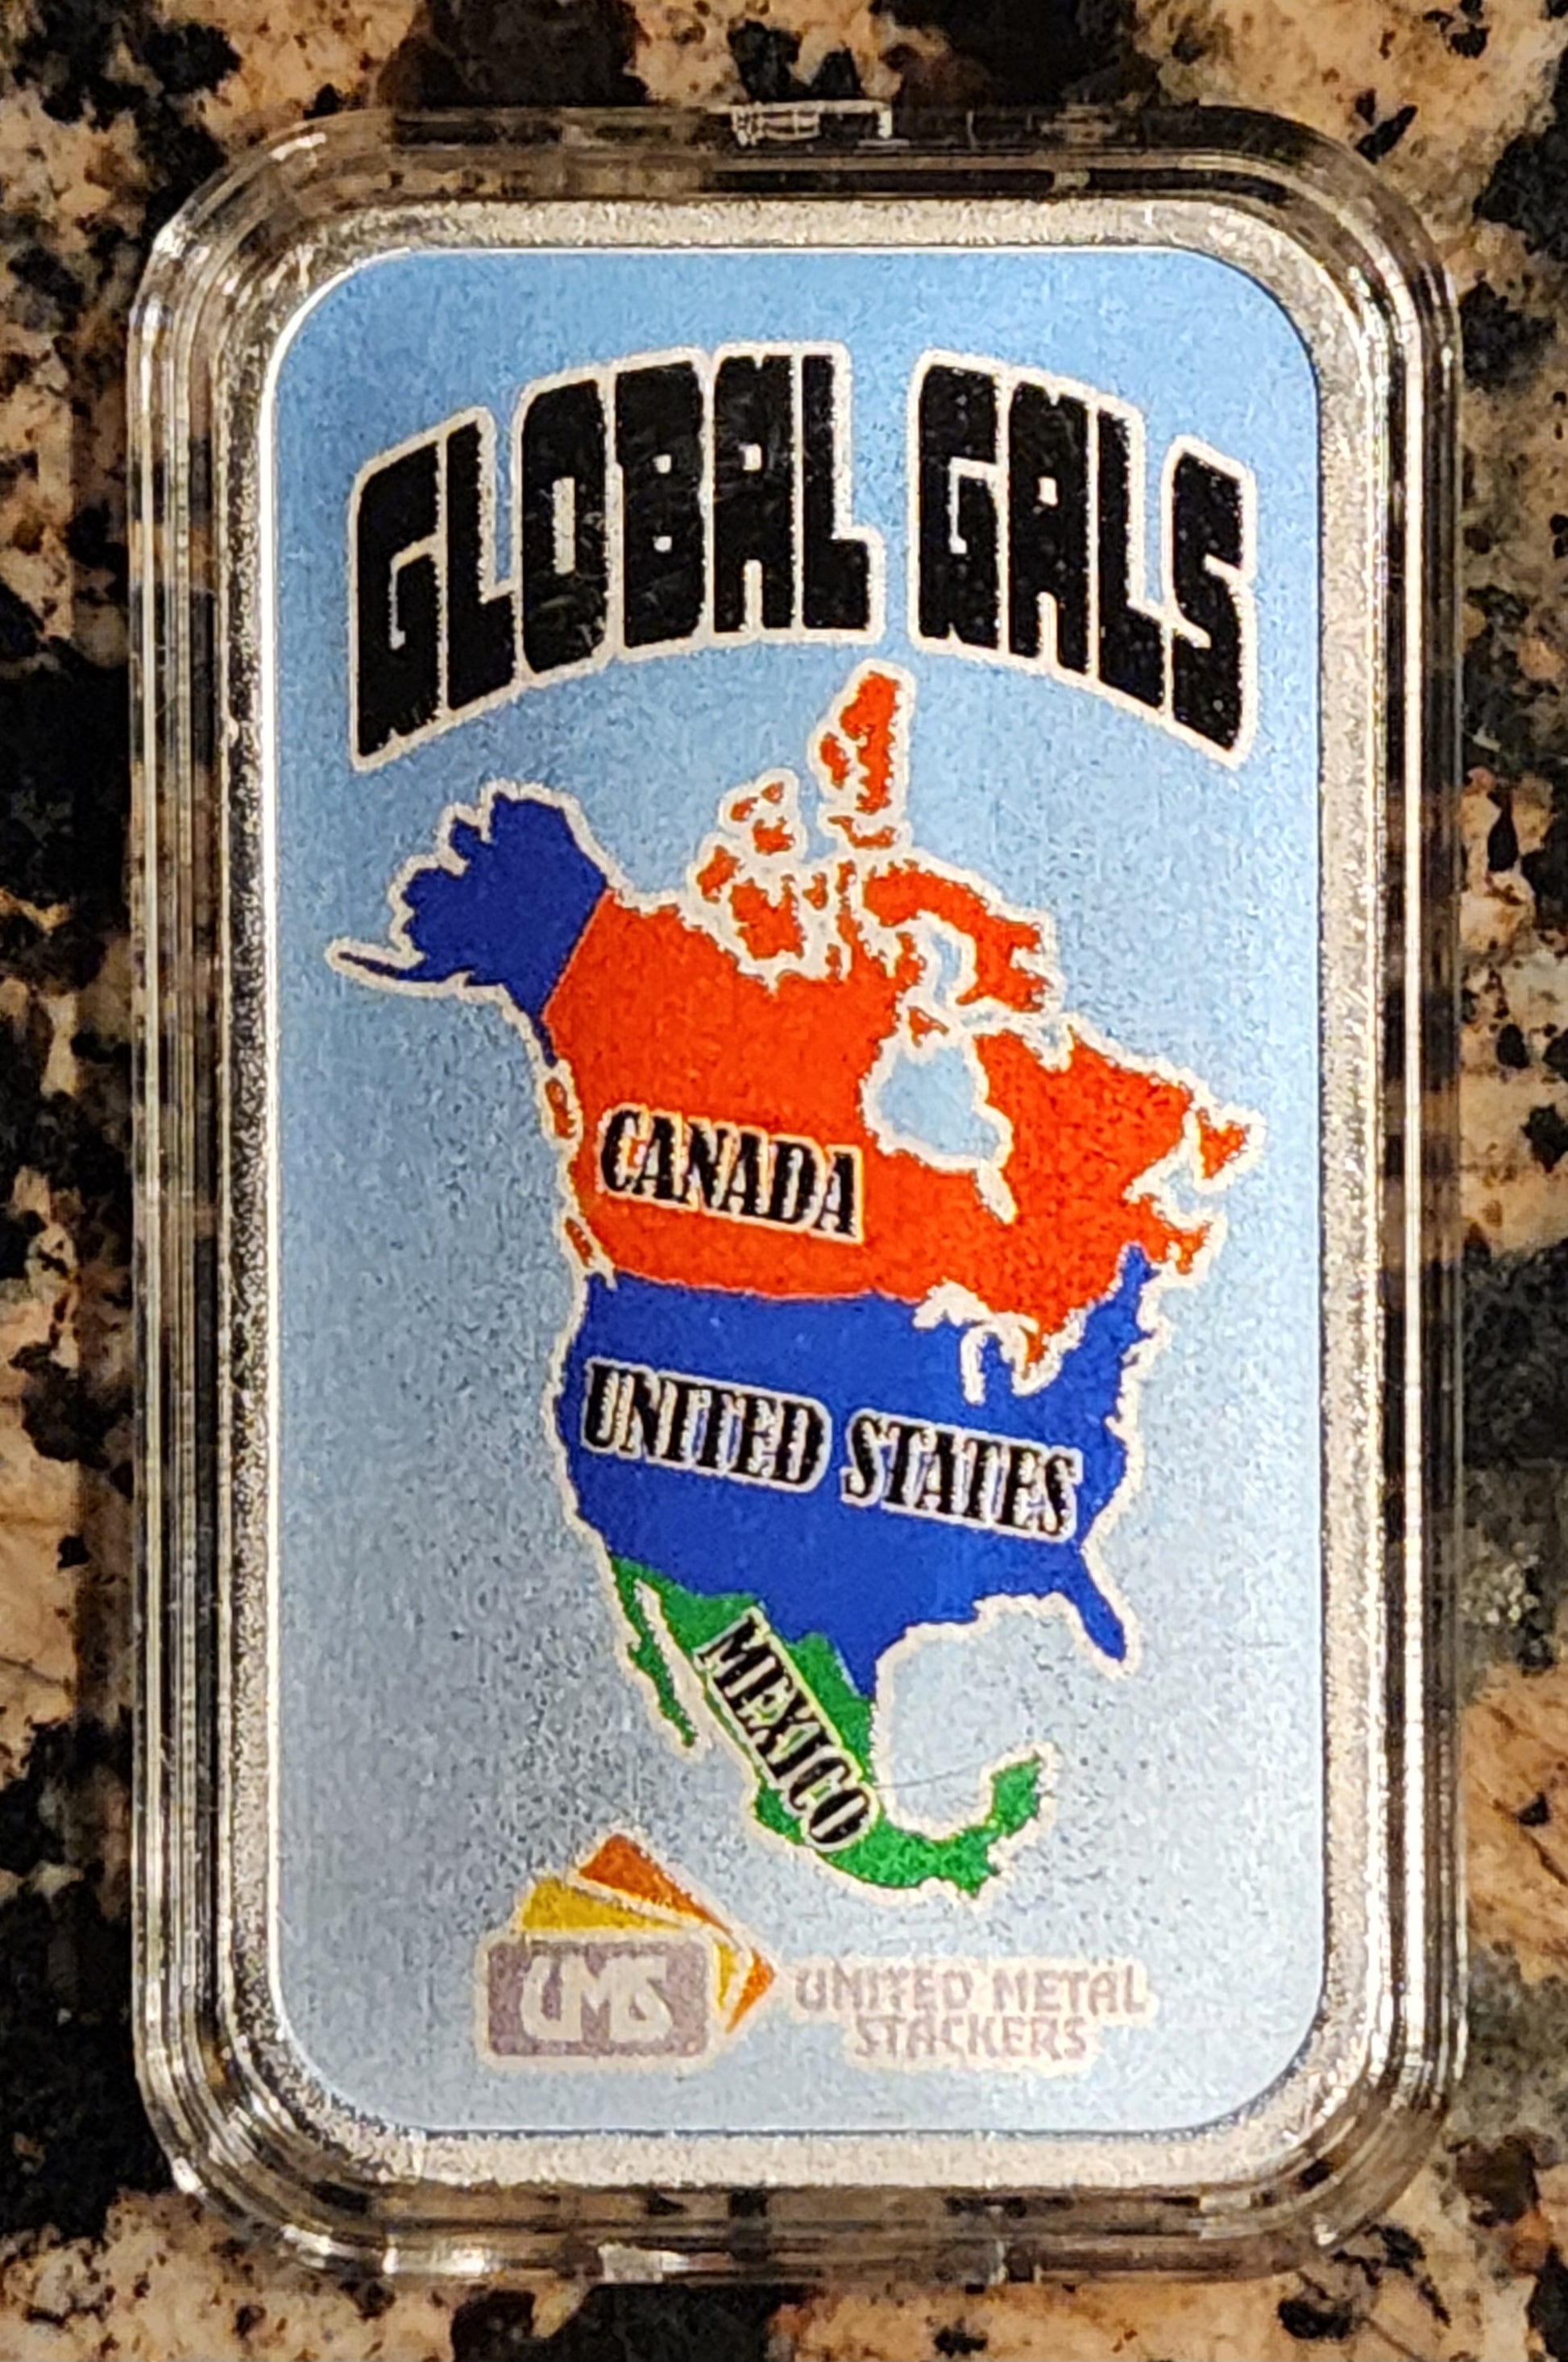 GLOBAL GALS
CANADA
UNITED STATES
MEXICO
UMS
UNITED METAL
STACKERS